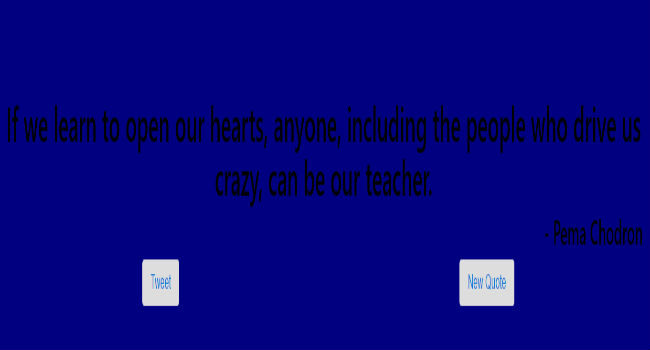 If we learn to open our hearts, anyone, including the people who drive us
crazy, can be our teacher.
- Pema Chodron
Tweet
New Quote